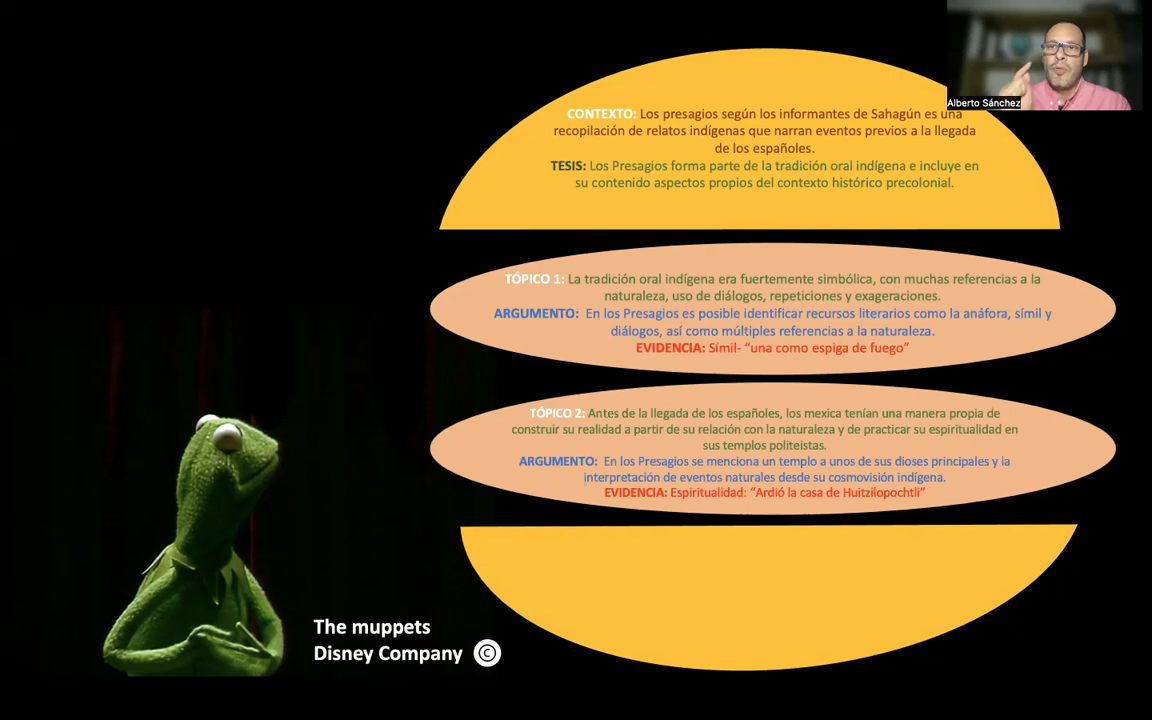 Alberto Sánchez
CONTEXTO: Los presagios según los informantes de Sahagún es una
recopilación de relatos indígenas que narran eventos previos a la llegada
de los españoles.
TESIS: Los Presagios forma parte de la tradición oral indígena e incluye en
su contenido aspectos propios del contexto histórico precolonial.
TÓPICO 1: La tradición oral indígena era fuertemente simbólica, con muchas referencias a la
naturaleza, uso de diálogos, repeticiones y exageraciones.
ARGUMENTO: En los Presagios es posible identificar recursos literarios como la anáfora, símil y
diálogos, así como múltiples referencias a la naturaleza.
EVIDENCIA: Símil- “una como espiga de fuego”
TÓPICO 2: Antes de la llegada de los españoles, los mexica tenían una manera propia de
construir su realidad a partir de su relación con la naturaleza y de practicar su espiritualidad en
sus templos politeistas.
ARGUMENTO: En los Presagios se menciona un templo a unos de sus dioses principales y la
interpretación de eventos naturales desde su cosmovisión indígena.
EVIDENCIA: Espiritualidad: “Ardió la casa de Huitzilopochtli”
The muppets
Disney Company ©